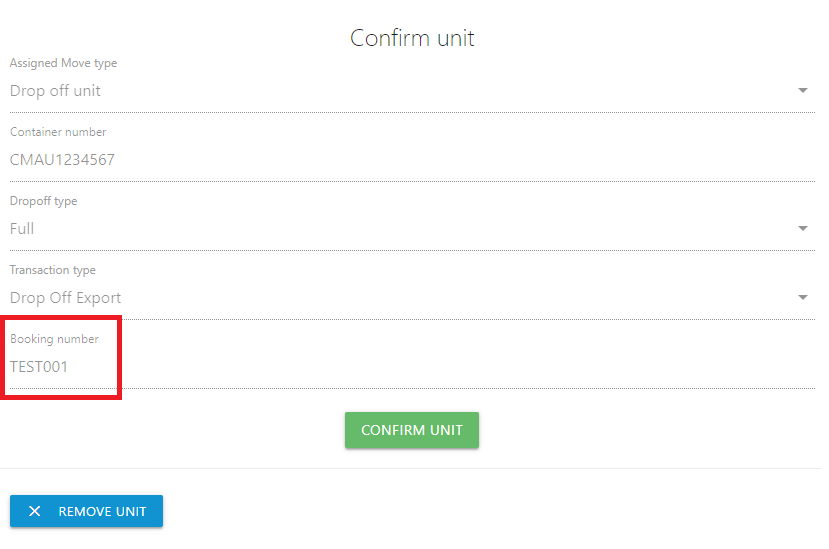 Confirm unit
Assigned Move type
Drop off unit
Container number
CMAU1234567
Dropoff type
Full
Transaction type
Drop Off Export
Booking number
TEST001
CONFIRM UNIT
REMOVE UNIT